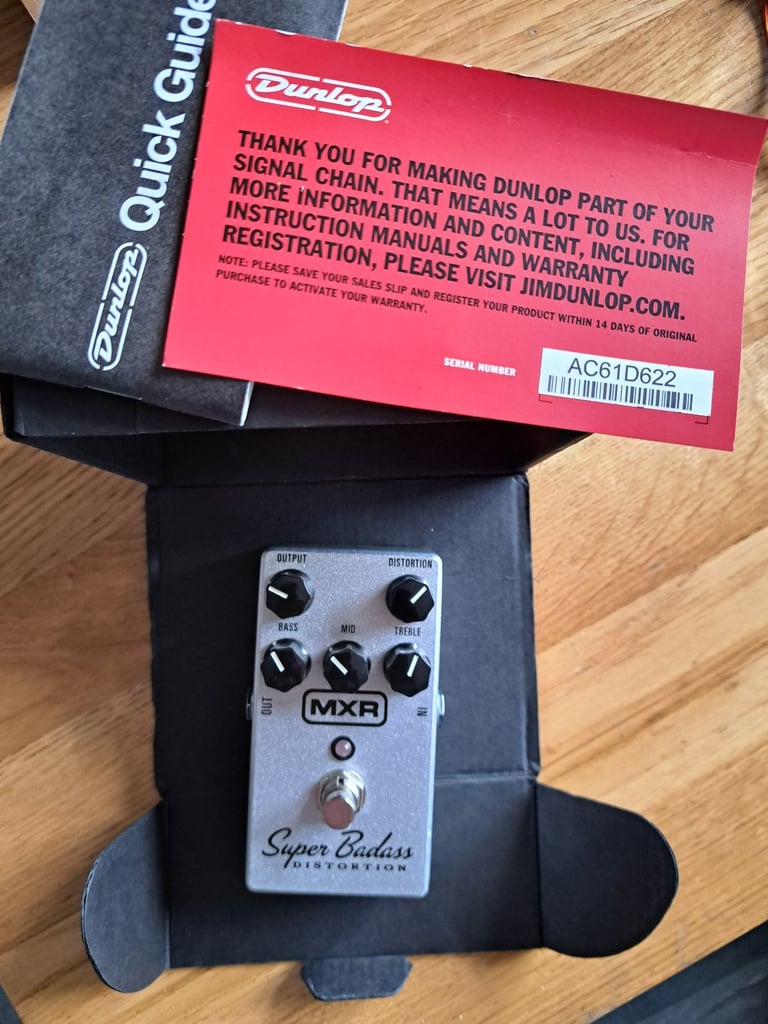 Dunlop
Quick Guide
Dunlop
THANK YOU FOR MAKING DUNLOP PART OF YOUR
SIGNAL CHAIN. THAT MEANS A LOT TO US. FOR
MORE INFORMATION AND CONTENT, INCLUDING
INSTRUCTION MANUALS AND WARRANTY
REGISTRATION, PLEASE VISIT JIMDUNLOP.COM.
NOTE: PLEASE SAVE YOUR SALES SLIP AND REGISTER YOUR PRODUCT WITHIN 14 DAYS OF ORIGINAL
PURCHASE TO ACTIVATE YOUR WARRANTY.
SERIAL NUMBER
AC61D622
OUTPUT
DISTORTION
BASS
MID
TREBLE
OUT
MXR
IN
Super Badass
DISTORTION